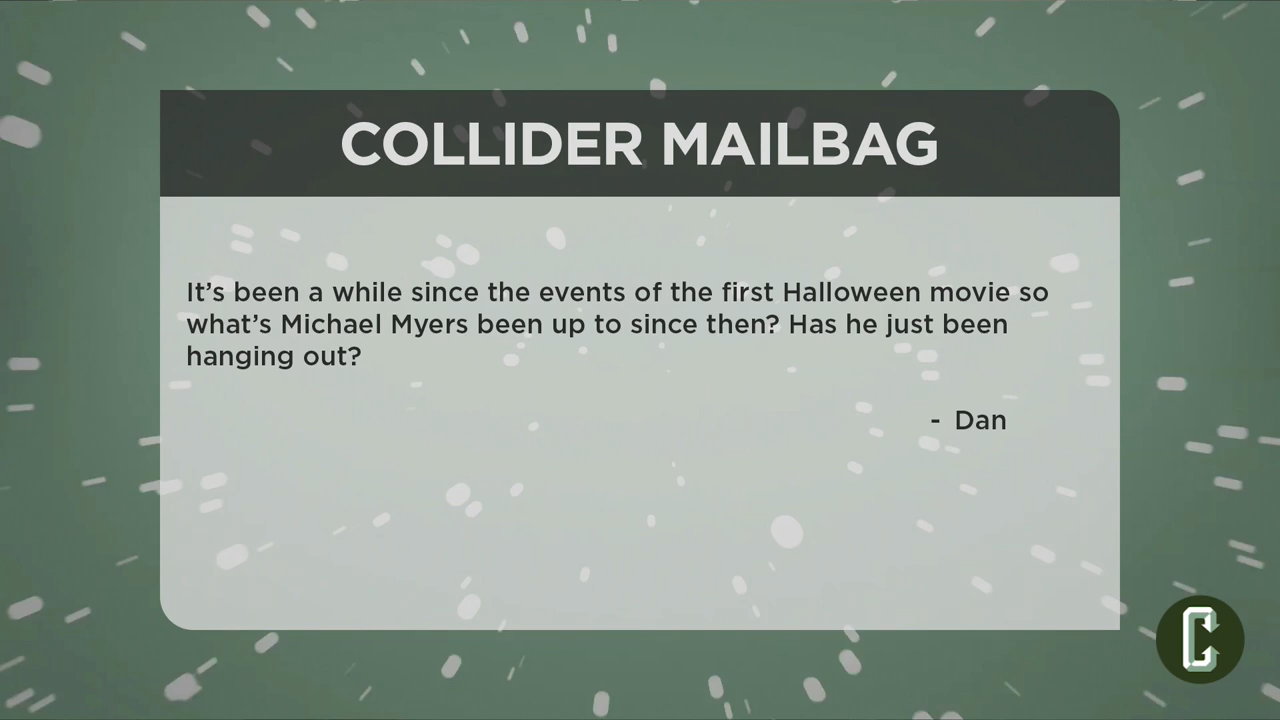 COLLIDER MAILBAG
It’s been a while since the events of the first Halloween movie so
what’s Michael Myers been up to since then? Has he just been
hanging out?
- Dan